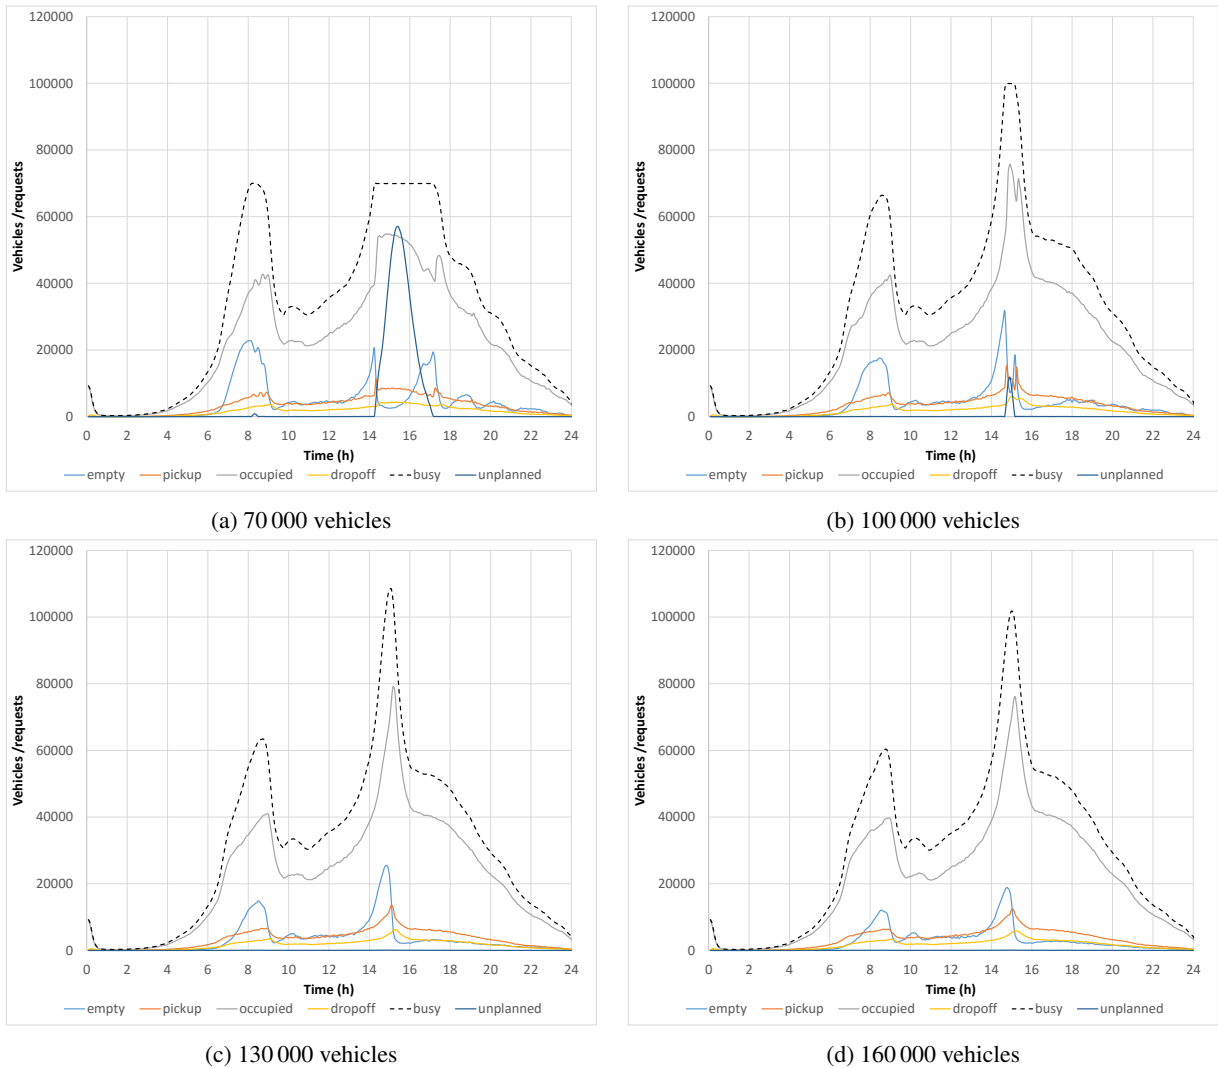 120000
100000
80000
60000
40000
20000
0
Vehicles /requests
0 2 4 6 8 10 12 14 16 18 20 22 24
Time (h)
empty pickup occupied dropoff busy unplanned
(a) 70 000 vehicles
120000
100000
80000
60000
40000
20000
0
Vehicles /requests
0 2 4 6 8 10 12 14 16 18 20 22 24
Time (h)
empty pickup occupied dropoff busy unplanned
(b) 100 000 vehicles
120000
100000
80000
60000
40000
20000
0
Vehicles /requests
0 2 4 6 8 10 12 14 16 18 20 22 24
Time (h)
empty pickup occupied dropoff busy unplanned
(c) 130 000 vehicles
120000
100000
80000
60000
40000
20000
0
Vehicles /requests
0 2 4 6 8 10 12 14 16 18 20 22 24
Time (h)
empty pickup occupied dropoff busy unplanned
(d) 160 000 vehicles